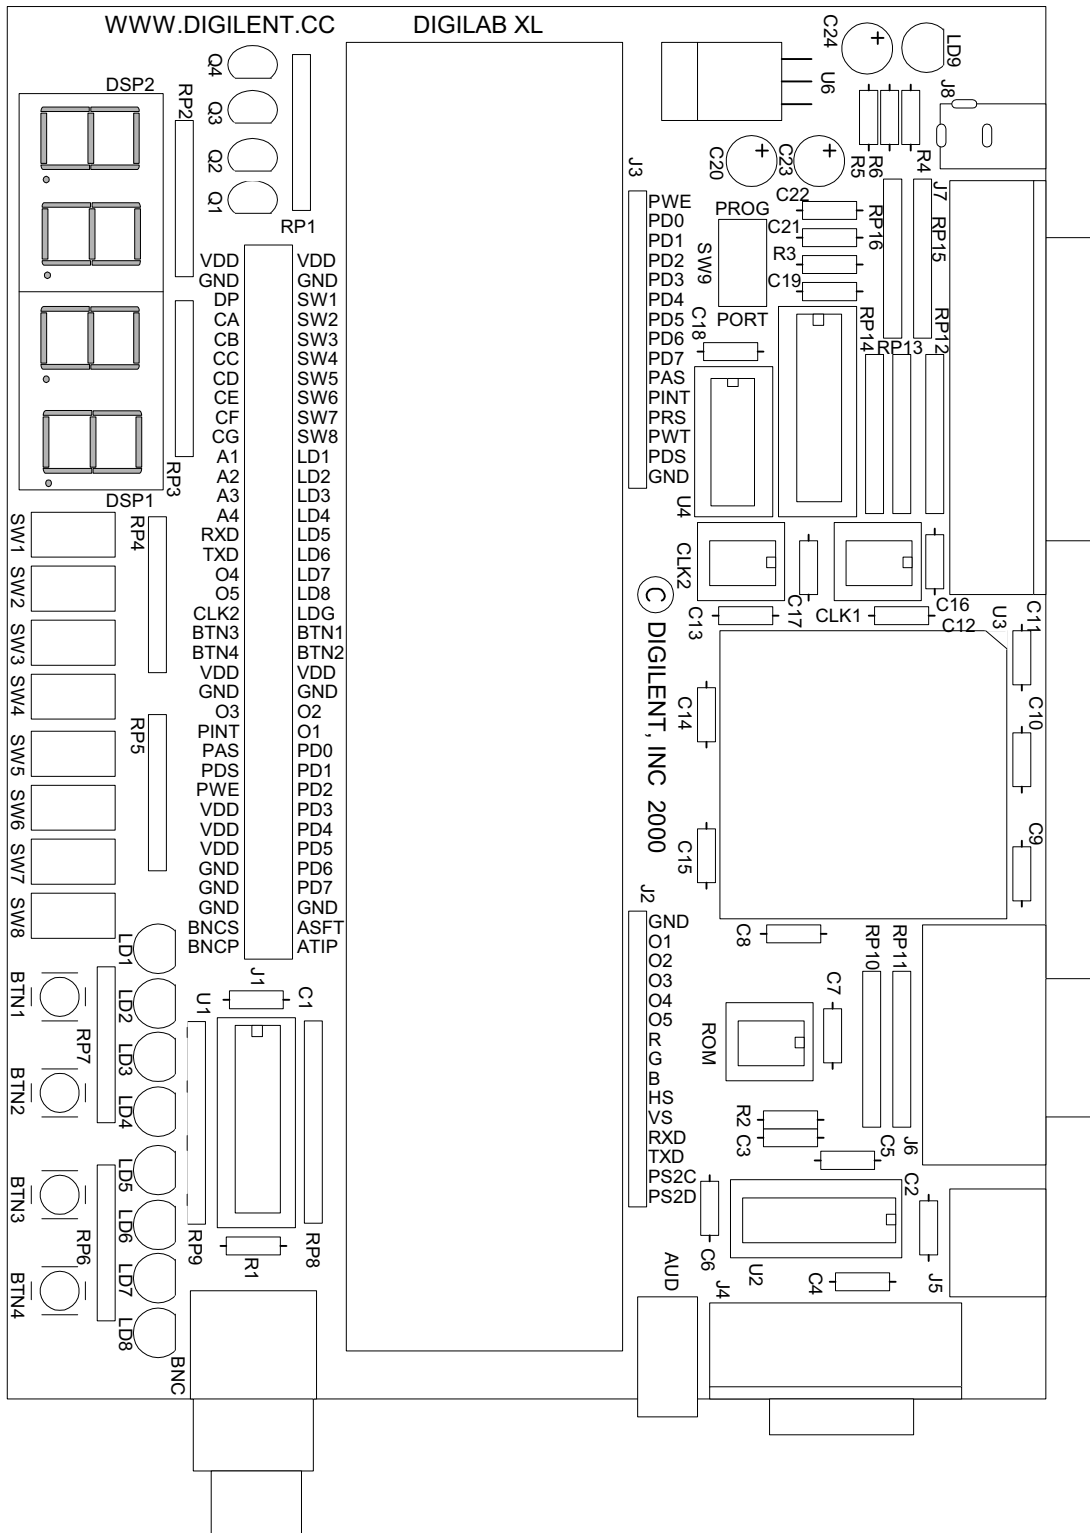 WWW.DIGILENT.CC
DIGILAB XL
DSP2
RP2
Q4
Q3
Q2
Q1
RP1
DSP1
RP3
VDD VDD
GND GND
DP SW1
CA SW2
CB SW3
CC SW4
CD SW5
CE SW6
CF SW7
CG SW8
A1 LD1
A2 LD2
A3 LD3
A4 LD4
RXD LD5
TXD LD6
O4 LD7
O5 LD8
CLK2 LDG
BTN3 BTN1
BTN4 BTN2
VDD VDD
GND GND
O3 O2
PINT O1
PAS PD0
PDS PD1
PWE PD2
VDD PD3
VDD PD4
VDD PD5
GND PD6
GND PD7
GND GND
BNCS ASFT
BNCP ATIP
J1
SW1
SW2
SW3
SW4
SW5
SW6
SW7
SW8
RP4
RP5
BTN1
BTN2
BTN3
BTN4
RP7
RP6
LD1
LD2
LD3
LD4
LD5
LD6
LD7
LD8
U1
C1
RP9
R1
RP8
BNC
C24
LD9
U6
J8
C20
C23
R5
R6
R4
J7
J3
PWE
PD0
PD1
PD2
PD3
PD4
PD5
PD6
PD7
PAS
PINT
PRS
PWT
PDS
GND
PROG
SW9
PORT
C22
C21
R3
C19
C18
RP16
RP15
RP14
RP13
RP12
U4
CLK2
C17
CLK1
C16
C13
C12
U3
C11
C10
C9
C14
C15
© DIGILENT, INC 2000
J2
GND
O1
O2
O3
O4
O5
R
G
B
HS
VS
RXD
TXD
PS2C
PS2D
C8
C7
ROM
RP10
RP11
R2
C3
C5
J6
C2
C6
U2
C4
J5
J4
AUD